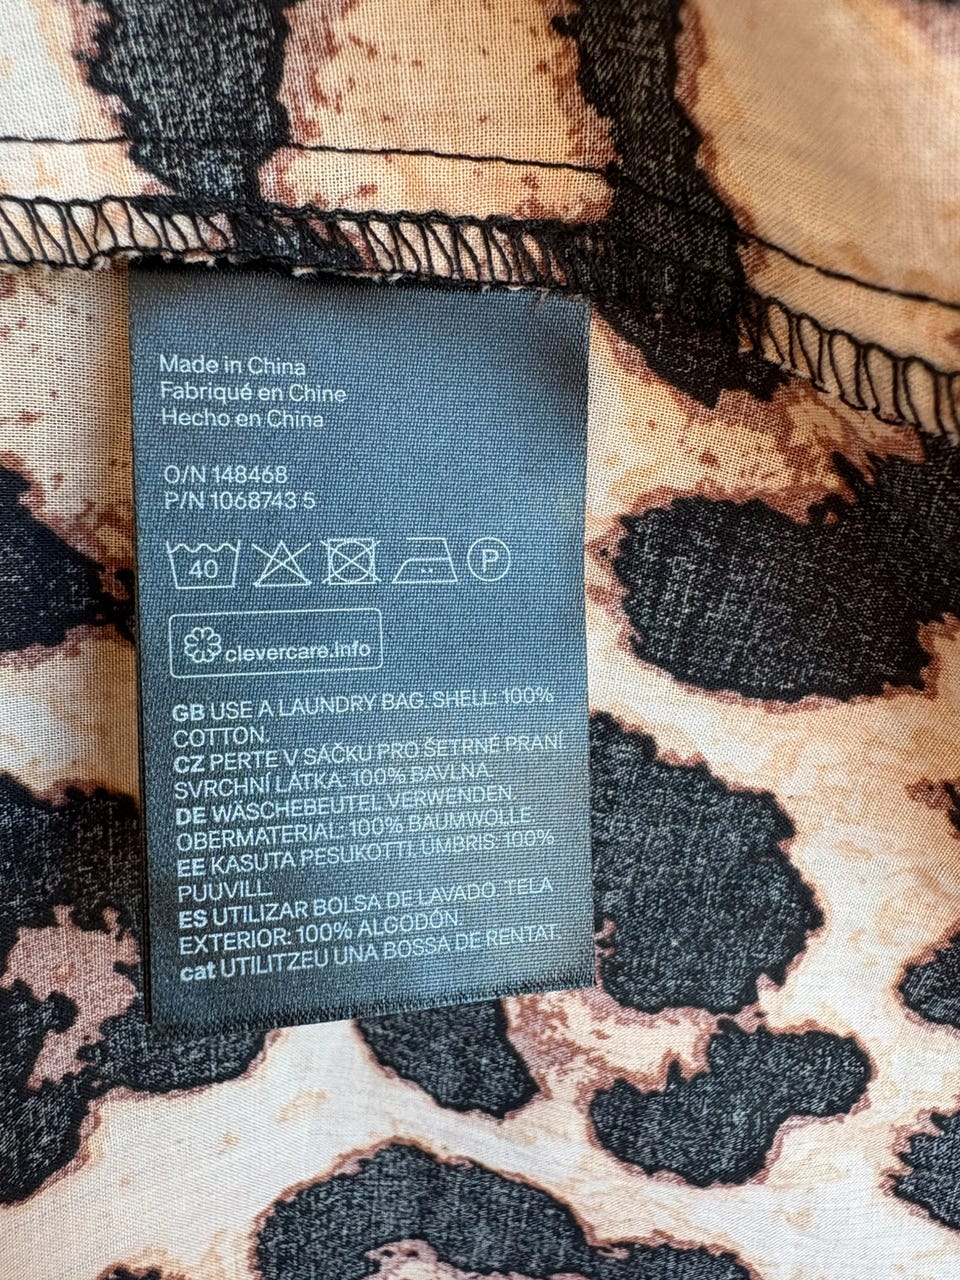 Made in China
Fabriqué en Chine
Hecho en China
O/N 148468
P/N 1068743 5
40
P
clevercare.info
GB USE A LAUNDRY BAG. SHELL: 100%
COTTON.
CZ PERTE V SÁČKU PRO ŠETRNÉ PRANÍ
SVRCHNÍ LÁTKA: 100% BAVLNA.
DE WÄSCHEBEUTEL VERWENDEN.
OBERMATERIAL: 100% BAUMWOLLE
EE KASUTA PESUKOTTI. ÜMBRIS: 100%
PUUVILL.
ES UTILIZAR BOLSA DE LAVADO. TELA
EXTERIOR: 100% ALGODÓN.
cat UTILITZEU UNA BOSSA DE RENTAT.